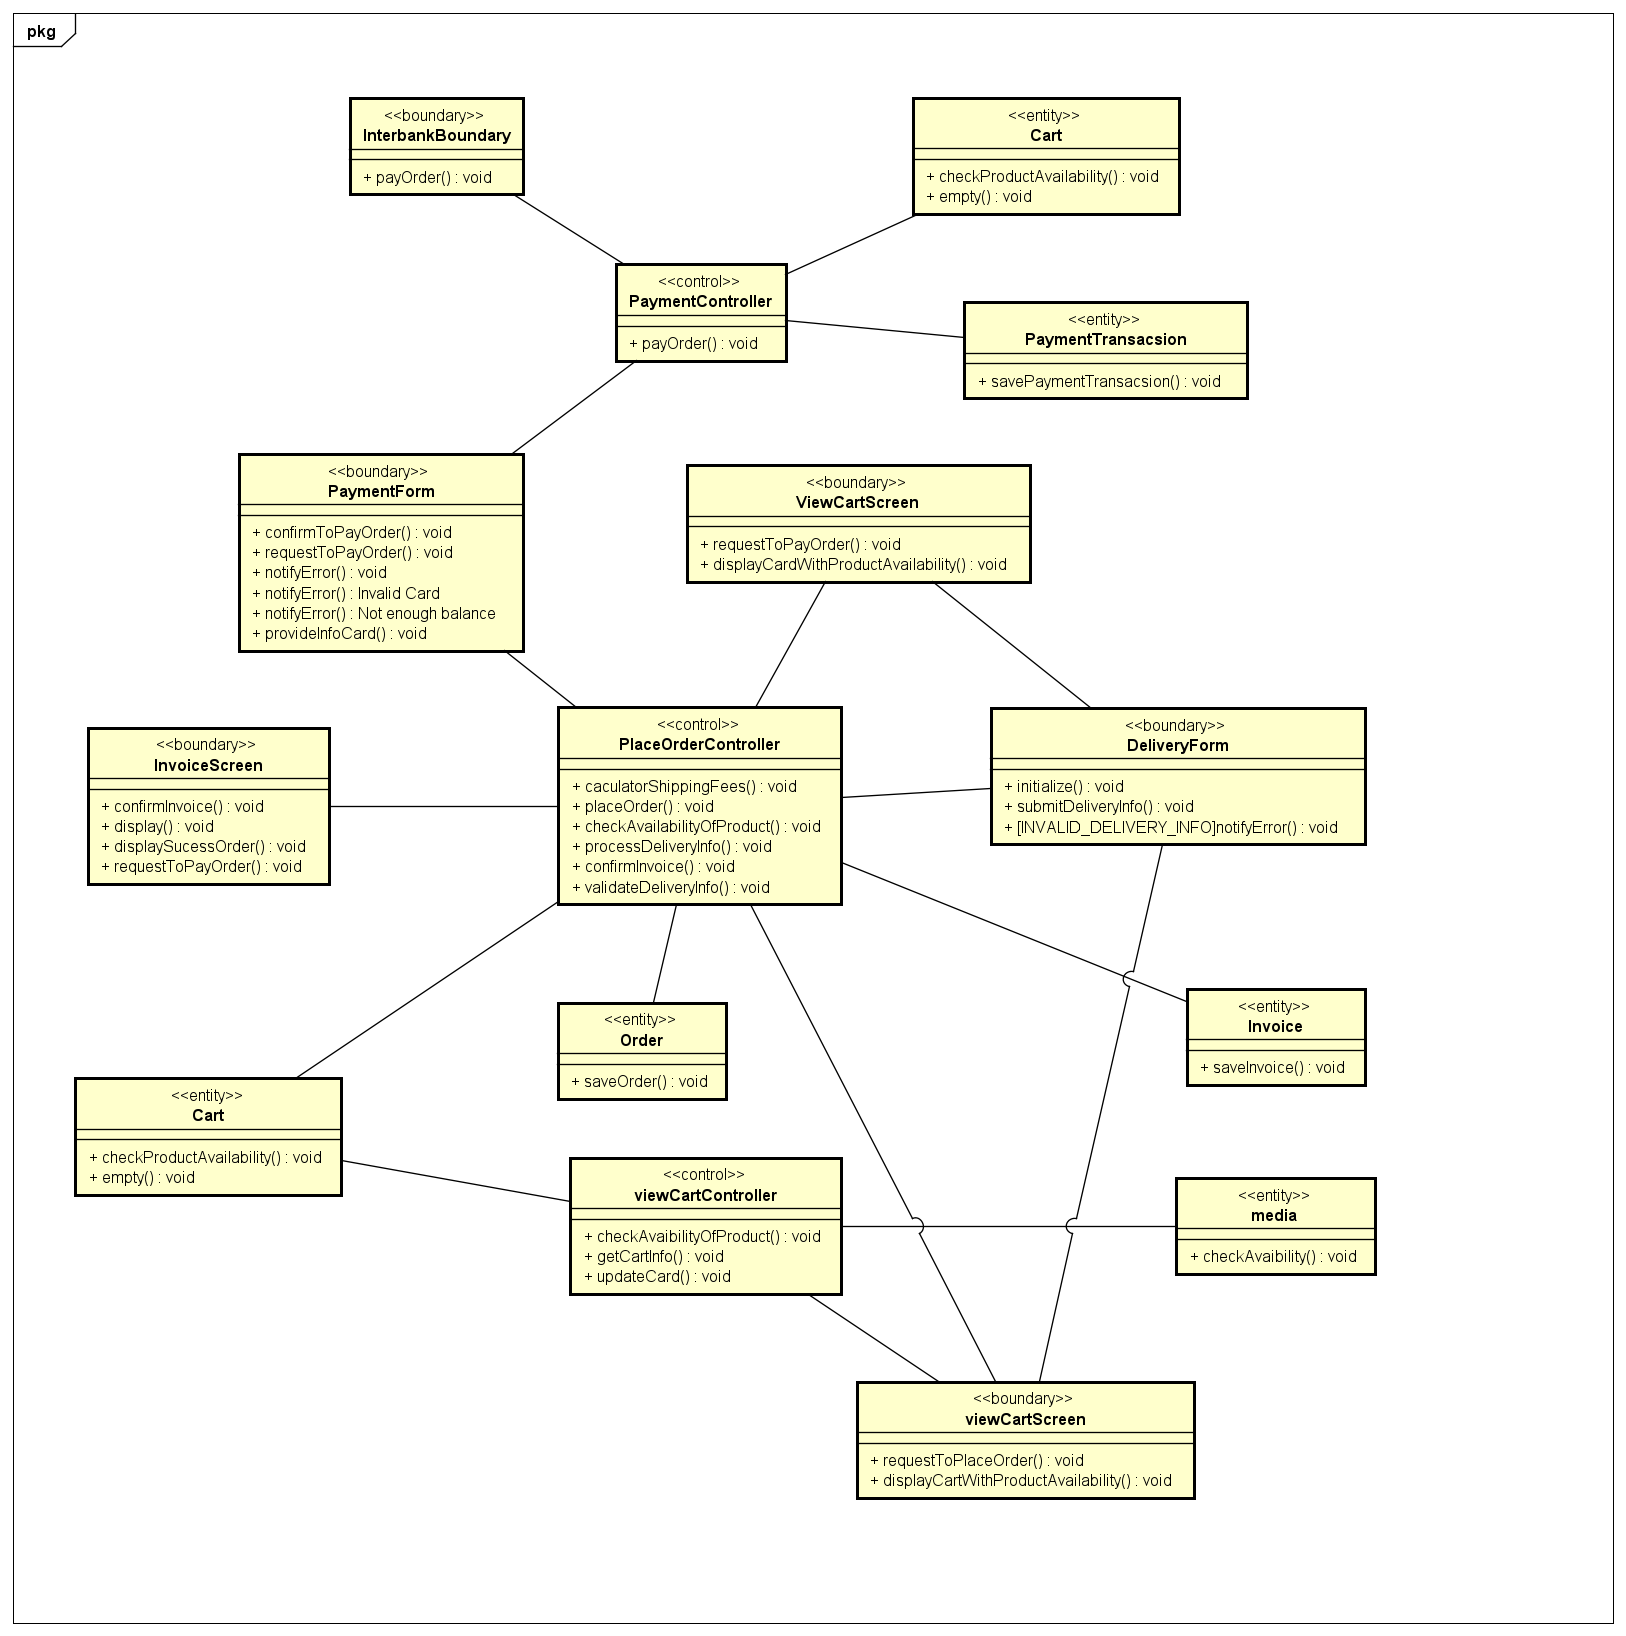 pkg
<<boundary>>
InterbankBoundary
+ payOrder() : void
<<entity>>
Cart
+ checkProductAvailability() : void
+ empty() : void
<<control>>
PaymentController
+ payOrder() : void
<<entity>>
PaymentTransacsion
+ savePaymentTransacsion() : void
<<boundary>>
PaymentForm
+ confirmToPayOrder() : void
+ requestToPayOrder() : void
+ notifyError() : void
+ notifyError() : Invalid Card
+ notifyError() : Not enough balance
+ provideInfoCard() : void
<<boundary>>
ViewCartScreen
+ requestToPayOrder() : void
+ displayCardWithProductAvailability() : void
<<boundary>>
InvoiceScreen
+ confirmInvoice() : void
+ display() : void
+ displaySucessOrder() : void
+ requestToPayOrder() : void
<<control>>
PlaceOrderController
+ caculatorShippingFees() : void
+ placeOrder() : void
+ checkAvailabilityOfProduct() : void
+ processDeliveryInfo() : void
+ confirmInvoice() : void
+ validateDeliveryInfo() : void
<<boundary>>
DeliveryForm
+ initialize() : void
+ submitDeliveryInfo() : void
+ [INVALID_DELIVERY_INFO]notifyError() : void
<<entity>>
Order
+ saveOrder() : void
<<entity>>
Invoice
+ saveInvoice() : void
<<entity>>
Cart
+ checkProductAvailability() : void
+ empty() : void
<<control>>
viewCartController
+ checkAvaibilityOfProduct() : void
+ getCartInfo() : void
+ updateCard() : void
<<entity>>
media
+ checkAvaibility() : void
<<boundary>>
viewCartScreen
+ requestToPlaceOrder() : void
+ displayCartWithProductAvailability() : void